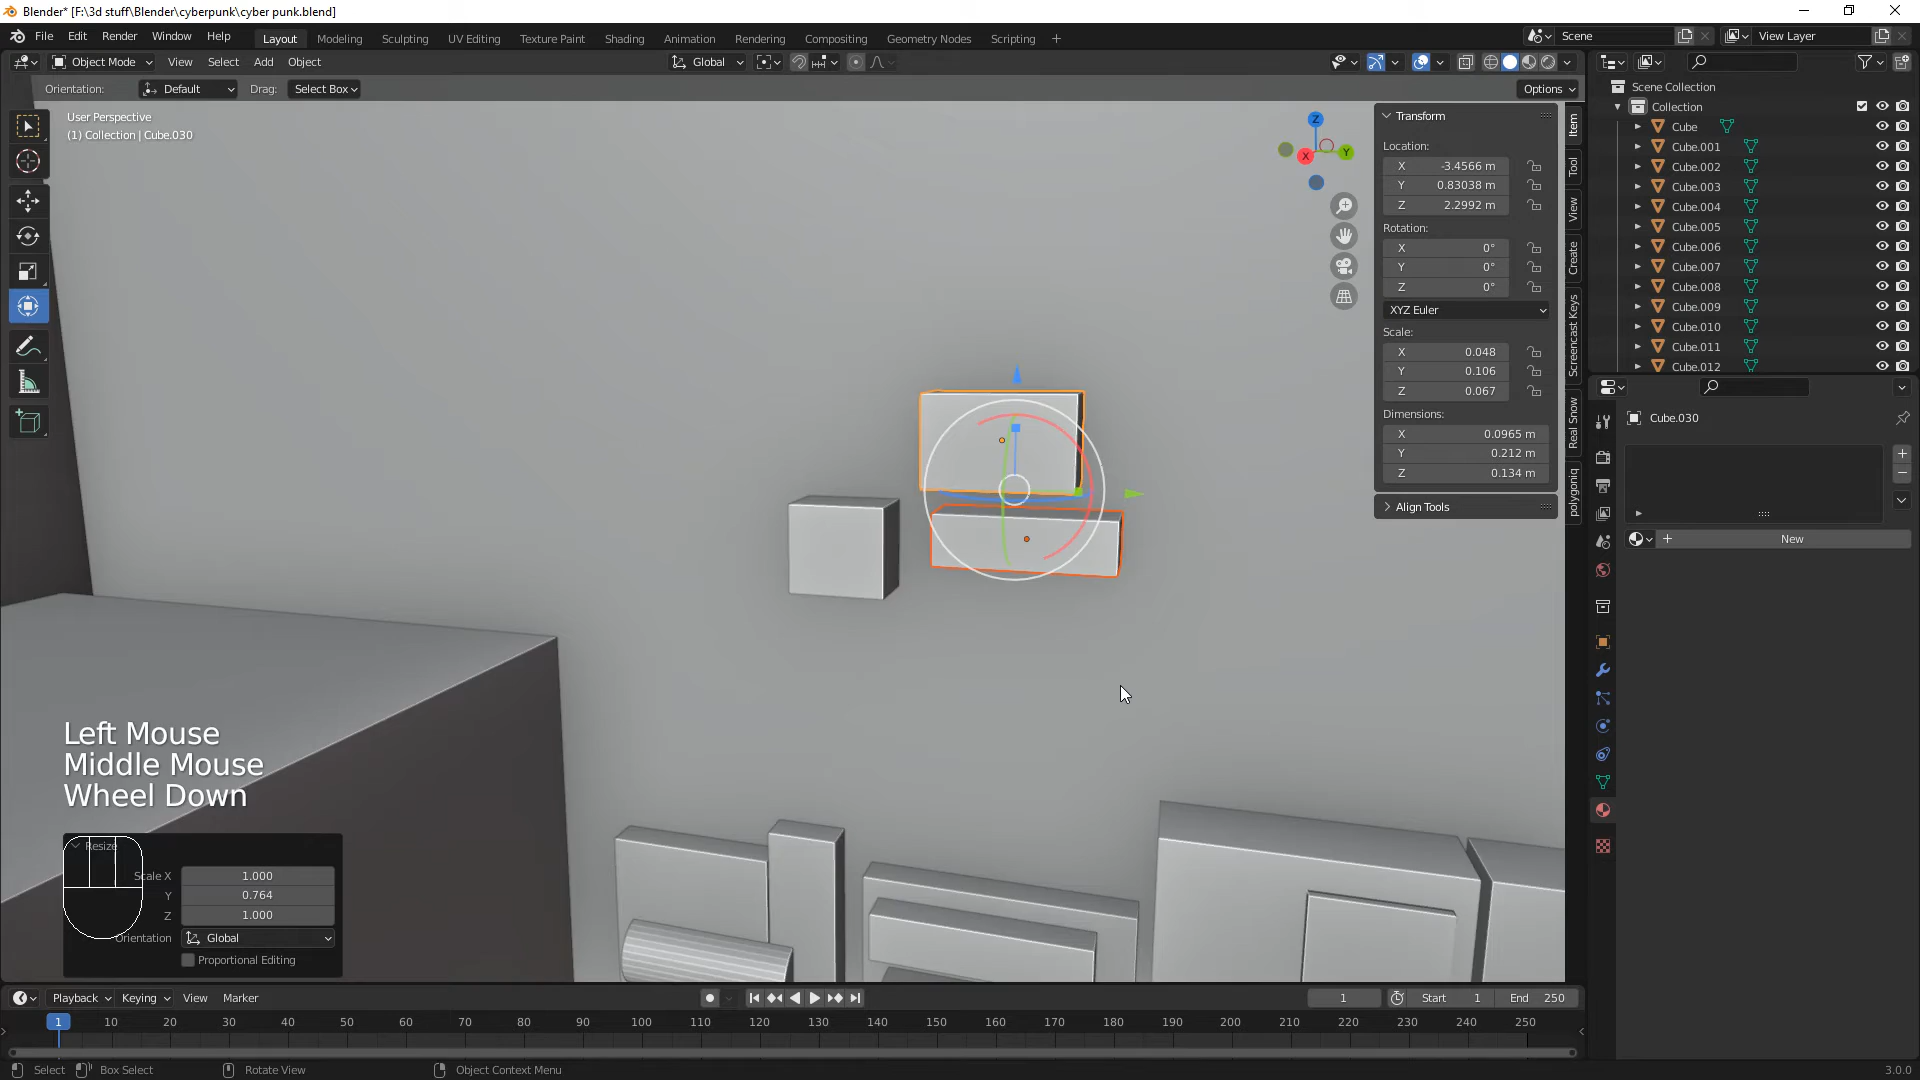 Blender* [F:\3d stuff\Blender\cyberpunk\cyber punk.blend]
File Edit Render Window Help Layout Modeling Sculpting UV Editing Texture Paint Shading Animation Rendering Compositing Geometry Nodes Scripting + Scene View Layer
Object Mode View Select Add Object Global
Orientation: Default Drag: Select Box Options
User Perspective
(1) Collection | Cube.030
Z
X
Y
Transform
Location:
X -3.4566 m
Y 0.83038 m
Z 2.2992 m
Rotation:
X 0°
Y 0°
Z 0°
XYZ Euler
Scale:
X 0.048
Y 0.106
Z 0.067
Dimensions:
X 0.0965 m
Y 0.212 m
Z 0.134 m
Align Tools
Item
Tool
View
Create
Screencast Keys
Real Snow
polygoniq
Scene Collection
Collection
Cube
Cube.001
Cube.002
Cube.003
Cube.004
Cube.005
Cube.006
Cube.007
Cube.008
Cube.009
Cube.010
Cube.011
Cube.012
Cube.030
New
Left Mouse
Middle Mouse
Wheel Down
Resize
Scale X 1.000
Y 0.764
Z 1.000
Orientation Global
Proportional Editing
Playback Keying View Marker 1 Start 1 End 250
1 10 20 30 40 50 60 70 80 90 100 110 120 130 140 150 160 170 180 190 200 210 220 230 240 250
Select Box Select Rotate View Object Context Menu 3.0.0